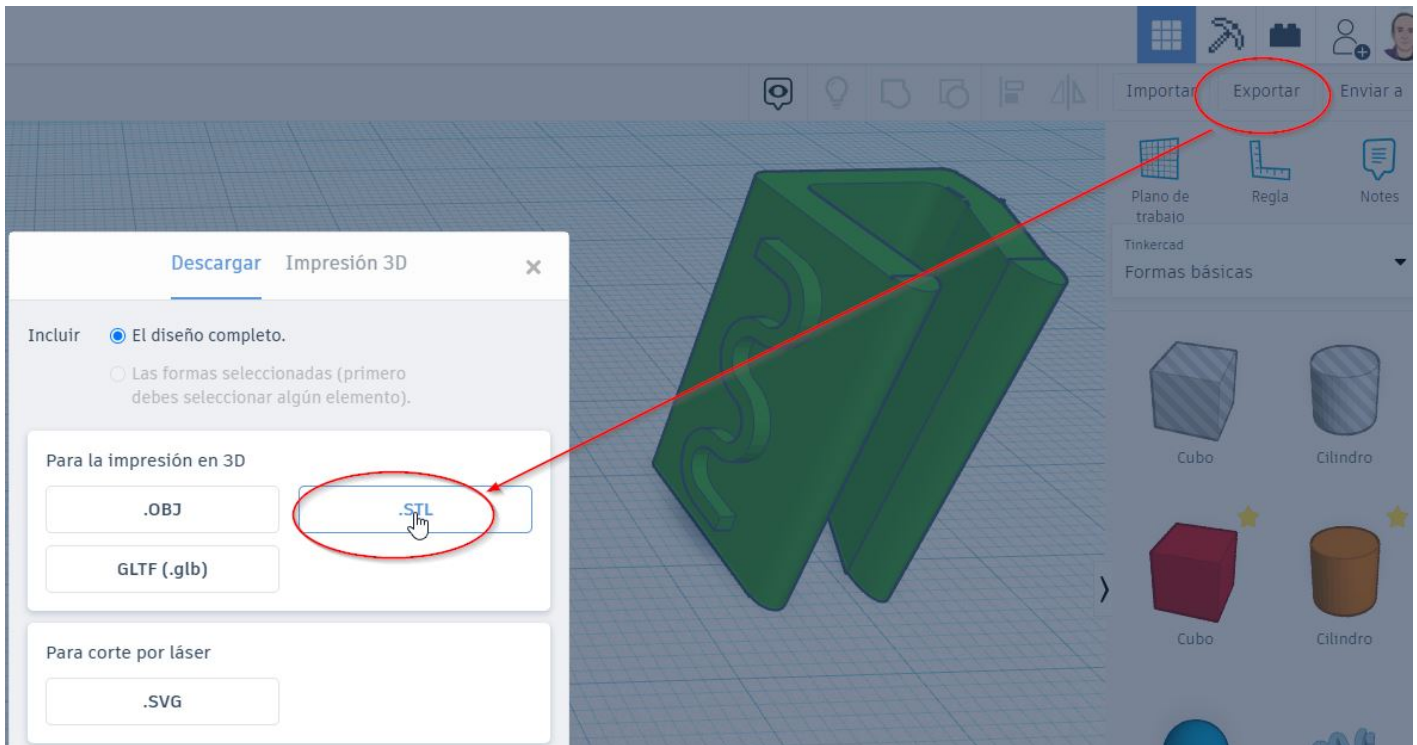 Importar Exportar Enviar a
Plano de trabajo
Regla
Notes
Tinkercad
Formas básicas
Descargar Impresión 3D
Incluir El diseño completo.
Las formas seleccionadas (primero
debes seleccionar algún elemento).
Para la impresión en 3D
.OBJ .STL
GLTF (.glb)
Para corte por láser
.SVG
Cubo Cilindro
Cubo Cilindro